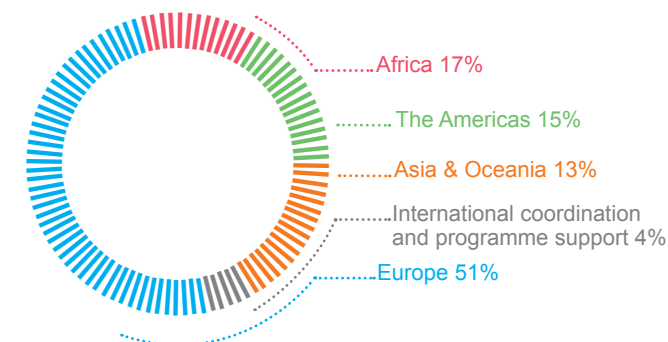 Africa 17%
The Americas 15%
Asia & Oceania 13%
International coordination
and programme support 4%
Europe 51%